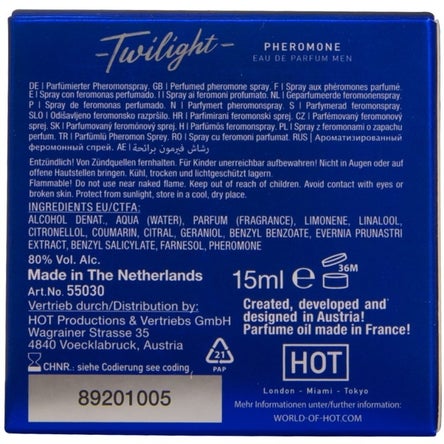 -Twilight-
PHEROMONE
EAU DE PARFUM MEN
DE | Parfümierter Pheromonspray. GB | Perfumed pheromone spray. F | Spray aux phéromones parfumé.
E | Spray con feromonas perfumado. I | Spray ai feromoni profumato. NL | Geparfumeerde feromonenspray.
P | Spray de feromonas perfumado. N | Parfymert pheromonspray. S | Parfymerad feromonspray.
SLO | Odišavljeno feromonsko razpršilo. HR | Parfimirani feromonski sprej. CZ | Parfémovaný feromonový
sprej. SK | Parfumovaný feromónový sprej. H | Parfümös feromonspray. PL | Spray z feromonami o zapachu
perfum. TR | Parfümlü Pheromon Sprey. RO | Spray cu feromoni parfumat. RUS | Ароматизированный
феромонный спрей. AE | رشاش فيرمون برائحة
Entzündlich! Von Zündquellen fernhalten. Für Kinder unerreichbar aufbewahren! Nicht in Augen oder auf
offene Hautstellen bringen. Kühl, trocken und lichtgeschützt lagern.
Flammable! Do not use near naked flame. Keep out of reach of children. Avoid contact with eyes or
broken skin. Protect from sunlight, store in a cool, dry place.
INGREDIENTS EU/CTFA:
ALCOHOL DENAT., AQUA (WATER), PARFUM (FRAGRANCE), LIMONENE, LINALOOL,
CITRONELLOL, COUMARIN, CITRAL, GERANIOL, BENZYL BENZOATE, EVERNIA PRUNASTRI
EXTRACT, BENZYL SALICYLATE, FARNESOL, PHEROMONE
80% Vol. Alc.
Made in The Netherlands
Art.No. 55030
Vertrieb durch/Distribution by:
HOT Productions & Vertriebs GmbH
Wagrainer Strasse 35
4840 Voecklabruck, Austria
CHNR.: siehe Codierung see coding
89201005
15ml e
36M
Created, developed and
designed in Austria!
Parfume oil made in France!
21
PAP
HOT
London - Miami - Tokyo
Mehr Informationen unter/further information:
WORLD-OF-HOT.COM